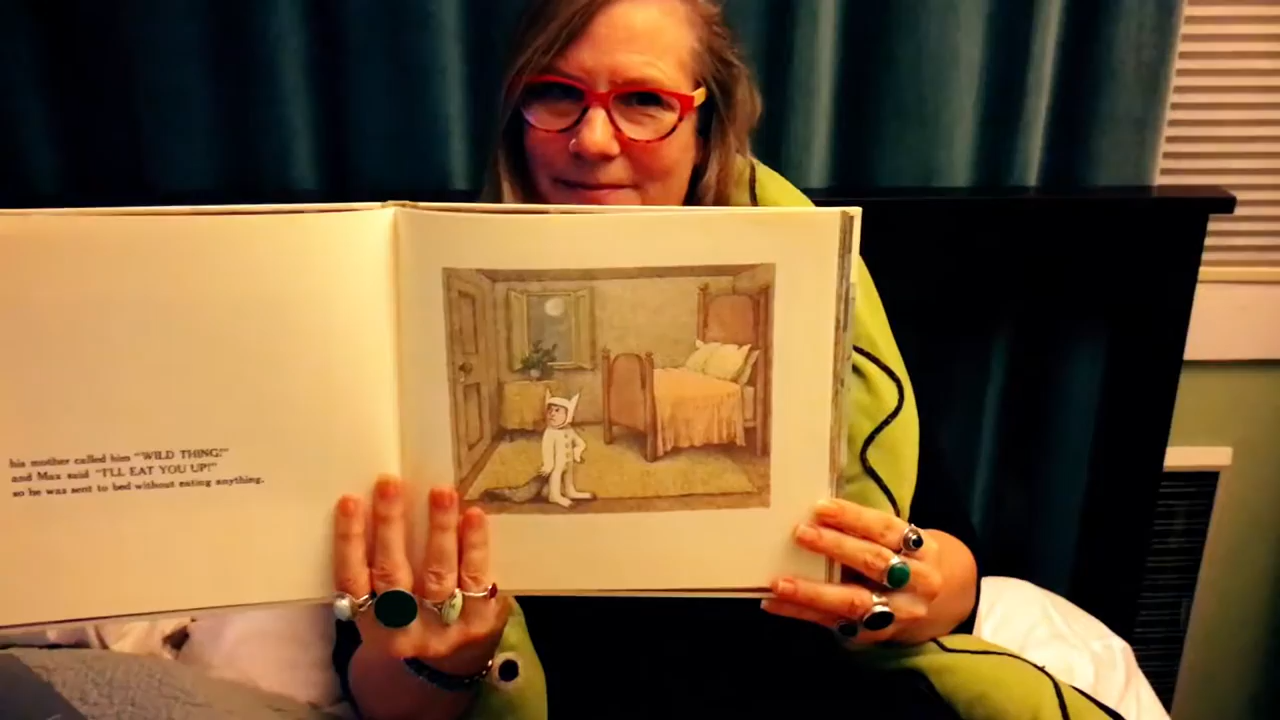 his mother called him "WILD THING!"
and Max said "I'LL EAT YOU UP!"
so he was sent to bed without eating anything.